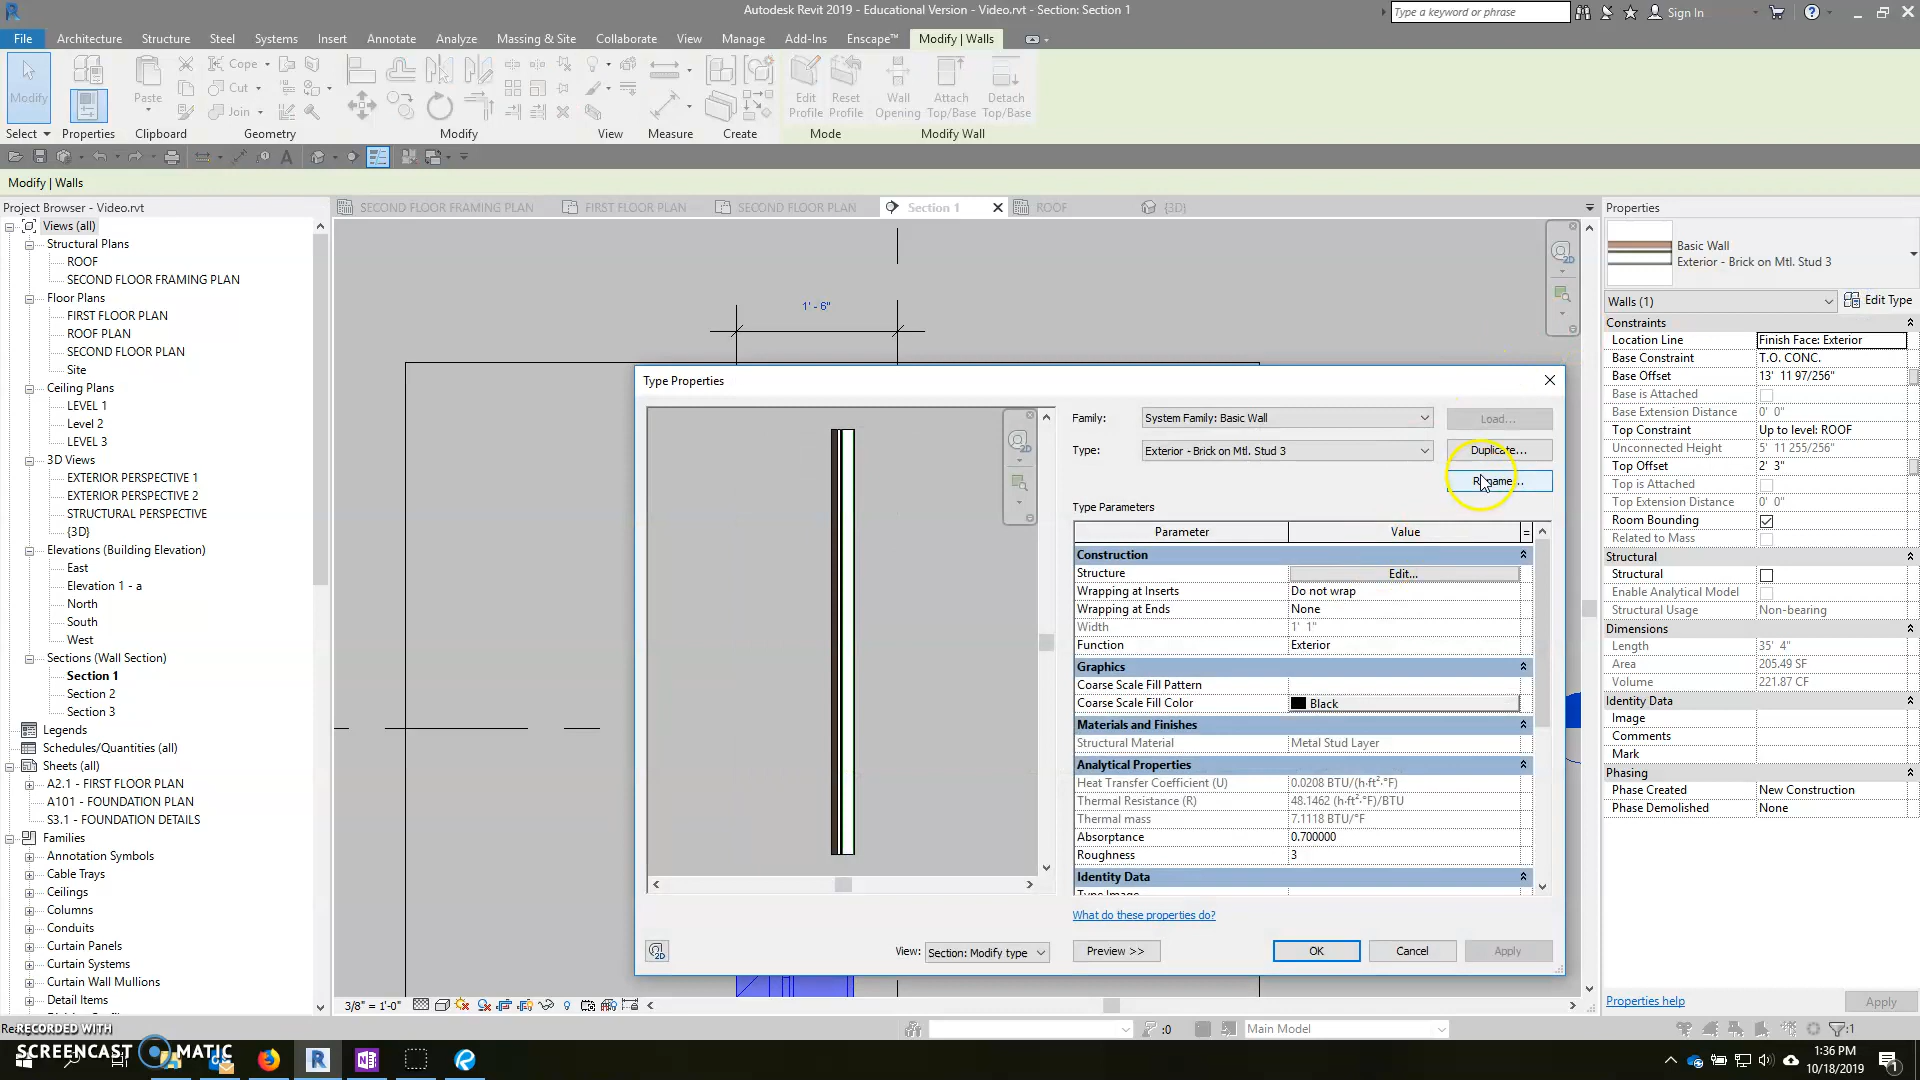 Autodesk Revit 2019 - Educational Version - Video.rvt - Section: Section 1
Type a keyword or phrase
Sign In
File Architecture Structure Steel Systems Insert Annotate Analyze Massing & Site Collaborate View Manage Add-Ins Enscape™ Modify | Walls
Modify Paste Cope Cut Join Edit Profile Reset Profile Wall Opening Attach Top/Base Detach Top/Base
Select Properties Clipboard Geometry Modify View Measure Create Mode Modify Wall
Modify | Walls
Project Browser - Video.rvt
Views (all)
Structural Plans
ROOF
SECOND FLOOR FRAMING PLAN
Floor Plans
FIRST FLOOR PLAN
ROOF PLAN
SECOND FLOOR PLAN
Site
Ceiling Plans
LEVEL 1
Level 2
LEVEL 3
3D Views
EXTERIOR PERSPECTIVE 1
EXTERIOR PERSPECTIVE 2
STRUCTURAL PERSPECTIVE
{3D}
Elevations (Building Elevation)
East
Elevation 1 - a
North
South
West
Sections (Wall Section)
Section 1
Section 2
Section 3
Legends
Schedules/Quantities (all)
Sheets (all)
A2.1 - FIRST FLOOR PLAN
A101 - FOUNDATION PLAN
S3.1 - FOUNDATION DETAILS
Families
Annotation Symbols
Cable Trays
Ceilings
Columns
Conduits
Curtain Panels
Curtain Systems
Curtain Wall Mullions
Detail Items
SECOND FLOOR FRAMING PLAN FIRST FLOOR PLAN SECOND FLOOR PLAN Section 1 ROOF {3D}
1' - 6"
Type Properties
Family: System Family: Basic Wall Load...
Type: Exterior - Brick on Mtl. Stud 3 Duplicate...
Rename...
Type Parameters
Parameter Value =
Construction
Structure Edit...
Wrapping at Inserts Do not wrap
Wrapping at Ends None
Width 1' 1"
Function Exterior
Graphics
Coarse Scale Fill Pattern
Coarse Scale Fill Color Black
Materials and Finishes
Structural Material Metal Stud Layer
Analytical Properties
Heat Transfer Coefficient (U) 0.0208 BTU/(h·ft²·°F)
Thermal Resistance (R) 48.1462 (h·ft²·°F)/BTU
Thermal mass 7.1118 BTU/°F
Absorptance 0.700000
Roughness 3
Identity Data
Type Image
What do these properties do?
View: Section: Modify type Preview >> OK Cancel Apply
2D
3/8" = 1'-0"
Properties
Basic Wall
Exterior - Brick on Mtl. Stud 3
Walls (1) Edit Type
Constraints
Location Line Finish Face: Exterior
Base Constraint T.O. CONC.
Base Offset 13' 11 97/256"
Base is Attached
Base Extension Distance 0' 0"
Top Constraint Up to level: ROOF
Unconnected Height 5' 11 255/256"
Top Offset 2' 3"
Top is Attached
Top Extension Distance 0' 0"
Room Bounding
Related to Mass
Structural
Structural
Enable Analytical Model
Structural Usage Non-bearing
Dimensions
Length 35' 4"
Area 205.49 SF
Volume 221.87 CF
Identity Data
Image
Comments
Mark
Phasing
Phase Created New Construction
Phase Demolished None
Properties help Apply
:0 Main Model :1
RECORDED WITH
SCREENCAST MATIC
1:36 PM
10/18/2019